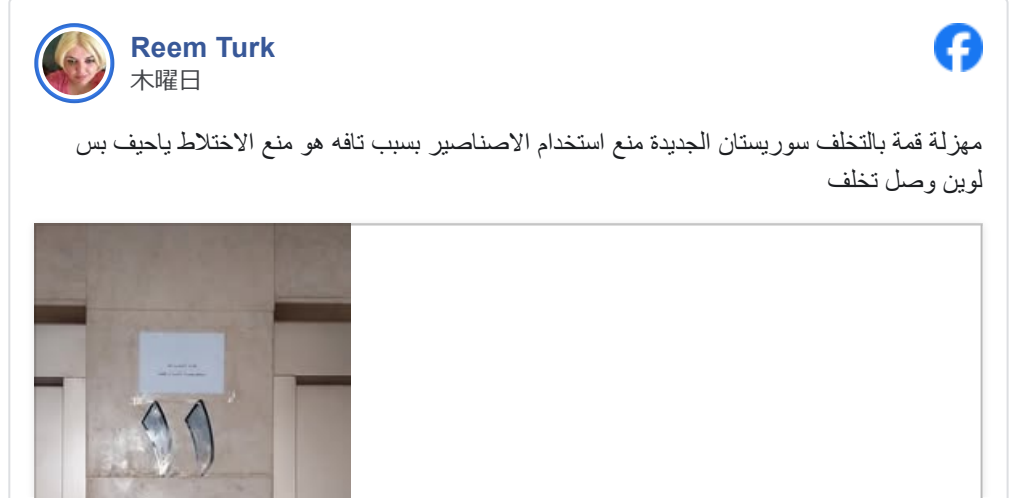 Reem Turk
木曜日
مهزلة قمة بالتخلف سوريستان الجديدة منع استخدام الاصناصير بسبب تافه هو منع الاختلاط ياحيف بس
لوين وصل تخلف
١١